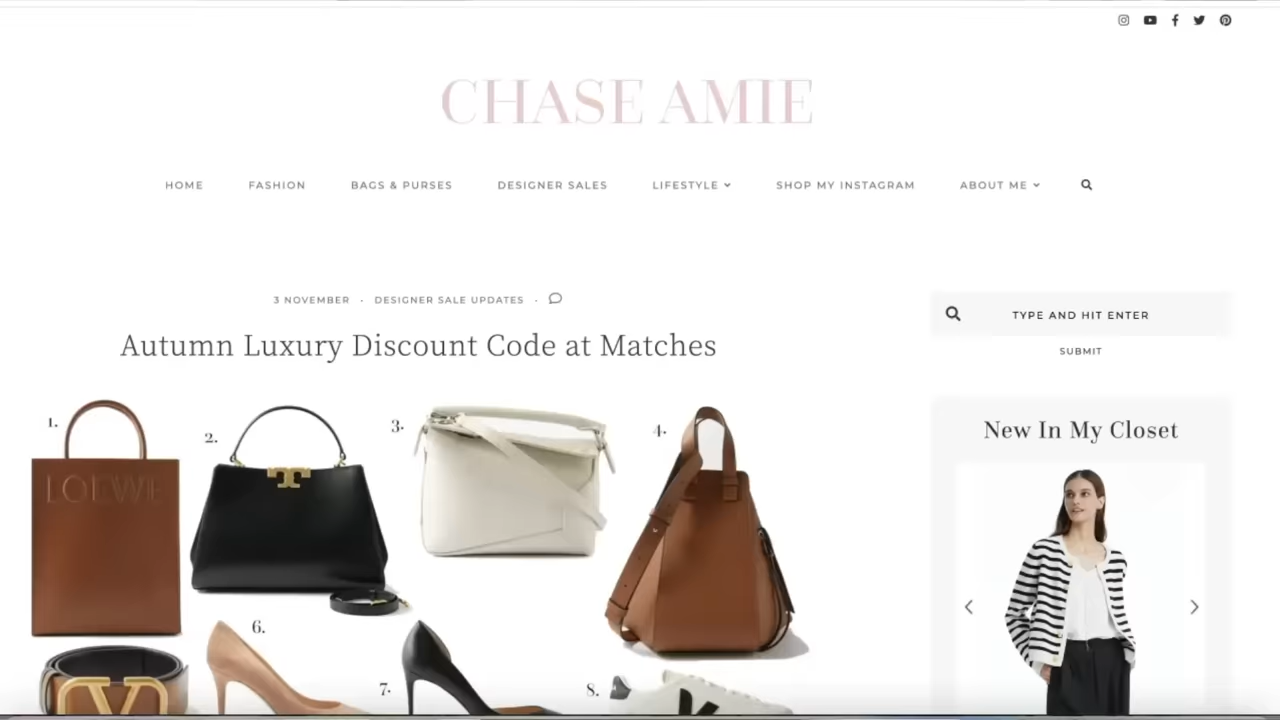 CHASE AMIE
HOME FASHION BAGS & PURSES DESIGNER SALES LIFESTYLE SHOP MY INSTAGRAM ABOUT ME
3 NOVEMBER · DESIGNER SALE UPDATES ·
Autumn Luxury Discount Code at Matches
1.
LOEWE
2.
3.
4.
6.
7.
8.
TYPE AND HIT ENTER
SUBMIT
New In My Closet